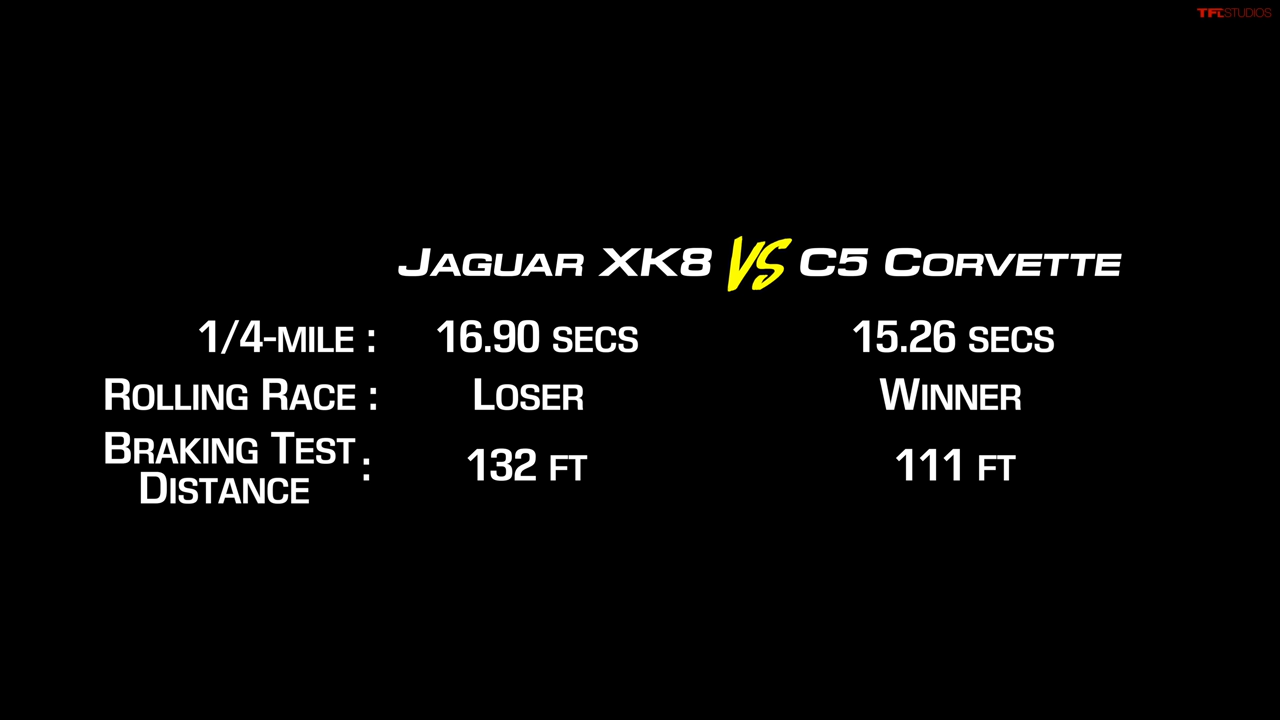 TFLSTUDIOS
JAGUAR XK8 VS C5 CORVETTE
1/4-MILE : 16.90 SECS 15.26 SECS
ROLLING RACE : LOSER WINNER
BRAKING TEST
DISTANCE : 132 FT 111 FT